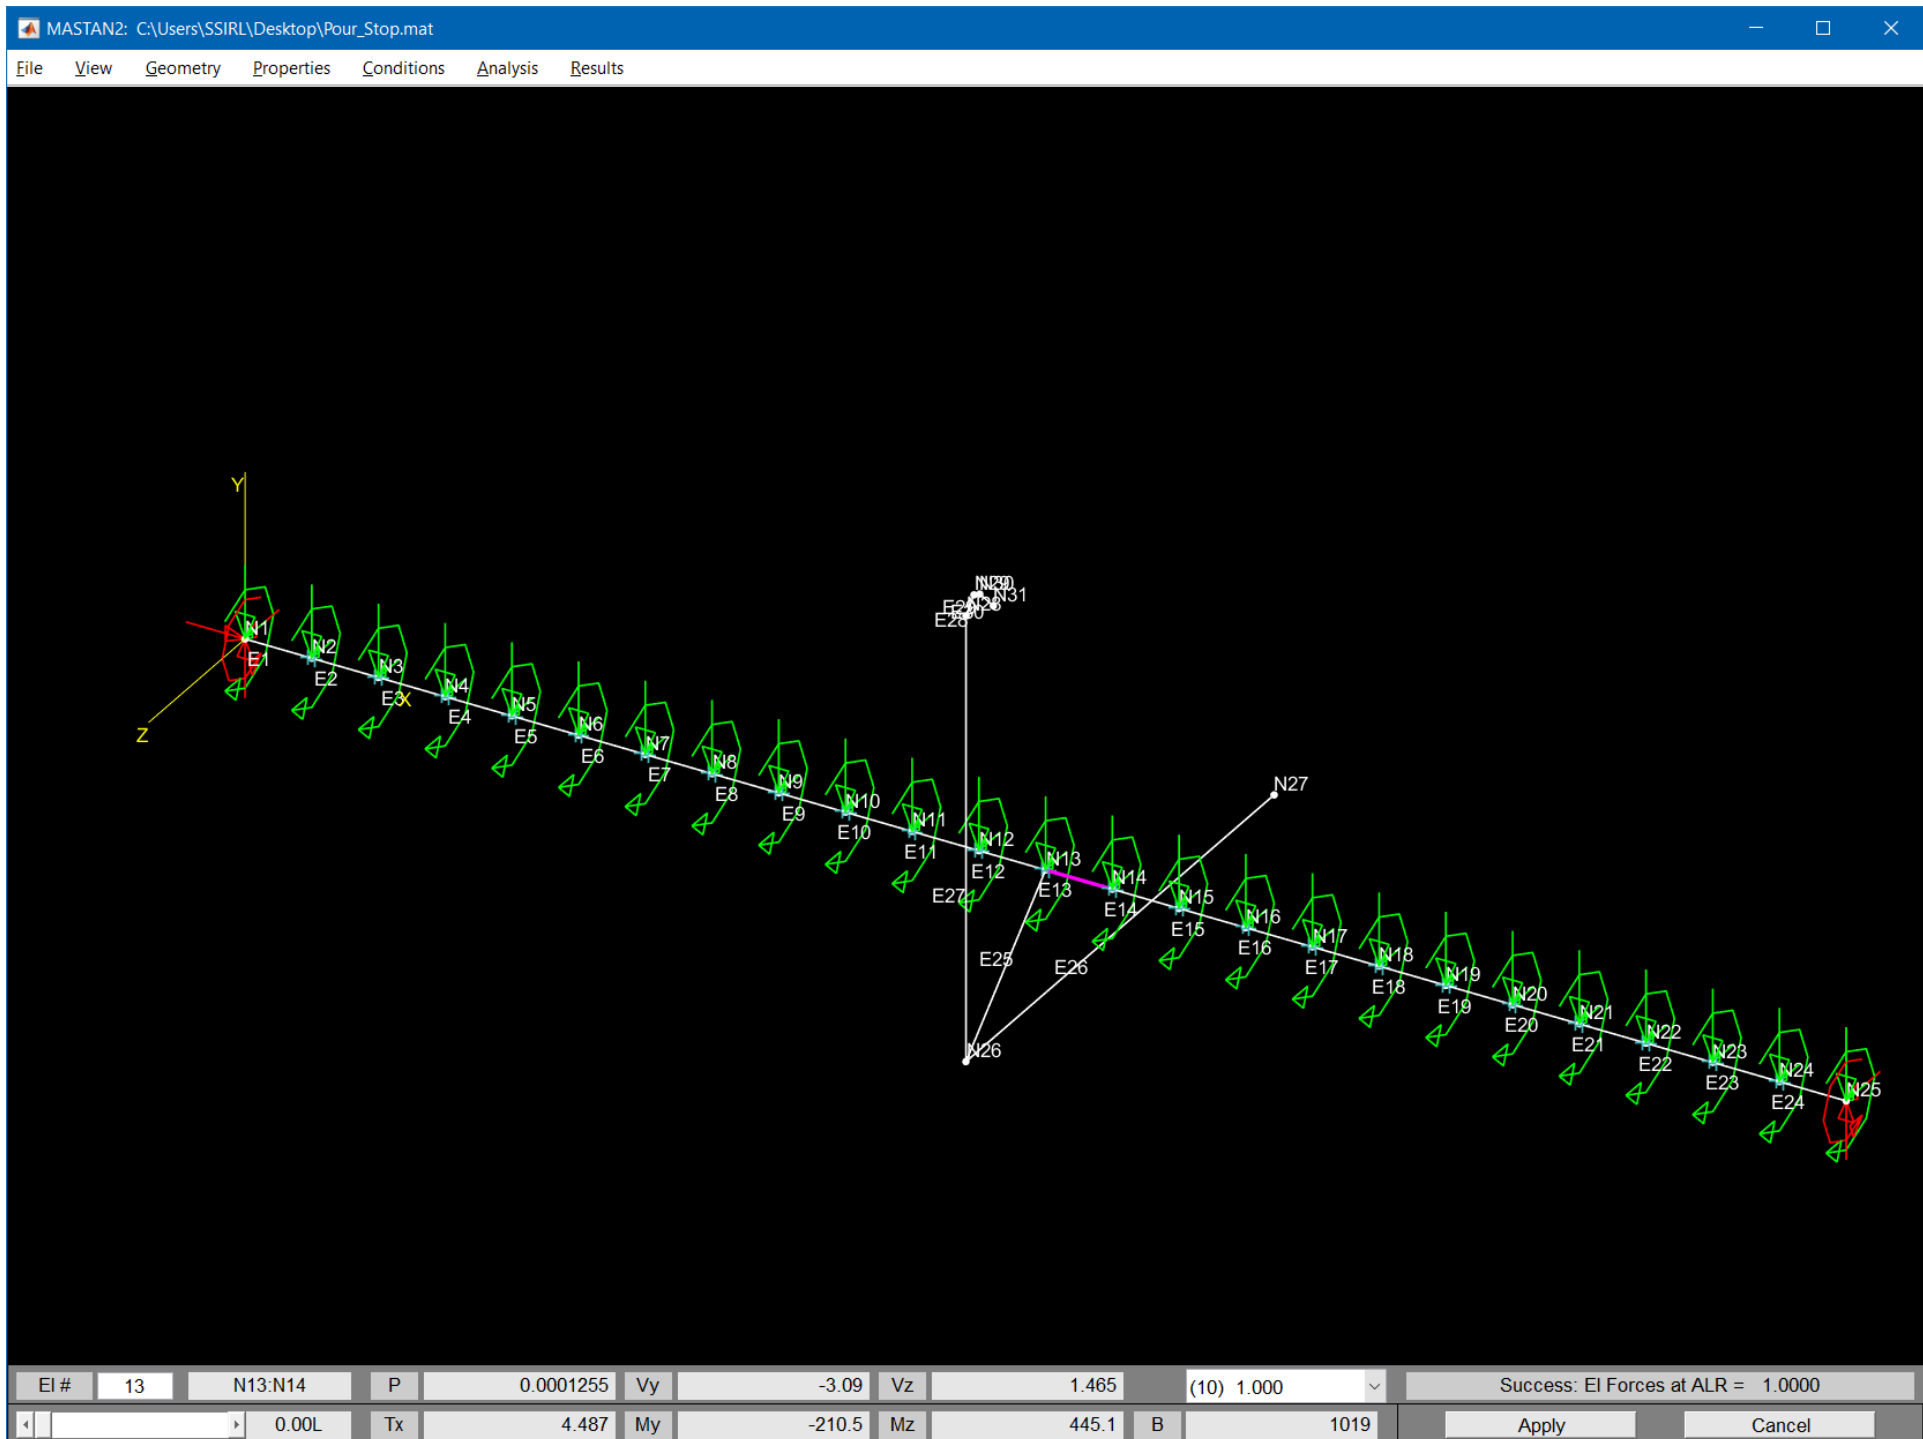 MASTAN2: C:\Users\SSIRL\Desktop\Pour_Stop.mat
File View Geometry Properties Conditions Analysis Results
Y
N29
N30
N31
N28
E28
N1
E1
N2
E2
N3
E3
X
N4
E4
N5
E5
N6
E6
Z
N7
E7
N8
E8
N27
N9
E9
N10
E10
N11
E11
N12
E12
N13
E13
E27
N14
E14
N15
E15
N16
E16
E25
E26
N17
E17
N18
E18
N19
E19
N20
E20
N21
E21
N26
N22
E22
N23
E23
N24
E24
N25
El # 13 N13:N14 P 0.0001255 Vy -3.09 Vz 1.465 (10) 1.000 Success: El Forces at ALR = 1.0000
0.00L Tx 4.487 My -210.5 Mz 445.1 B 1019 Apply Cancel